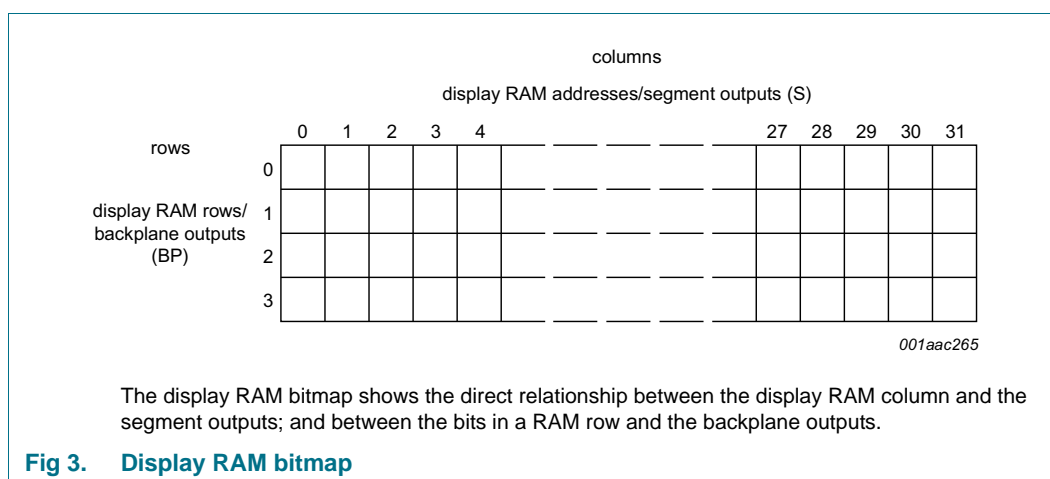 columns
display RAM addresses/segment outputs (S)
0 1 2 3 4 27 28 29 30 31
rows
0
display RAM rows/
backplane outputs
(BP)
1
2
3
001aac265
The display RAM bitmap shows the direct relationship between the display RAM column and the
segment outputs; and between the bits in a RAM row and the backplane outputs.
Fig 3. Display RAM bitmap